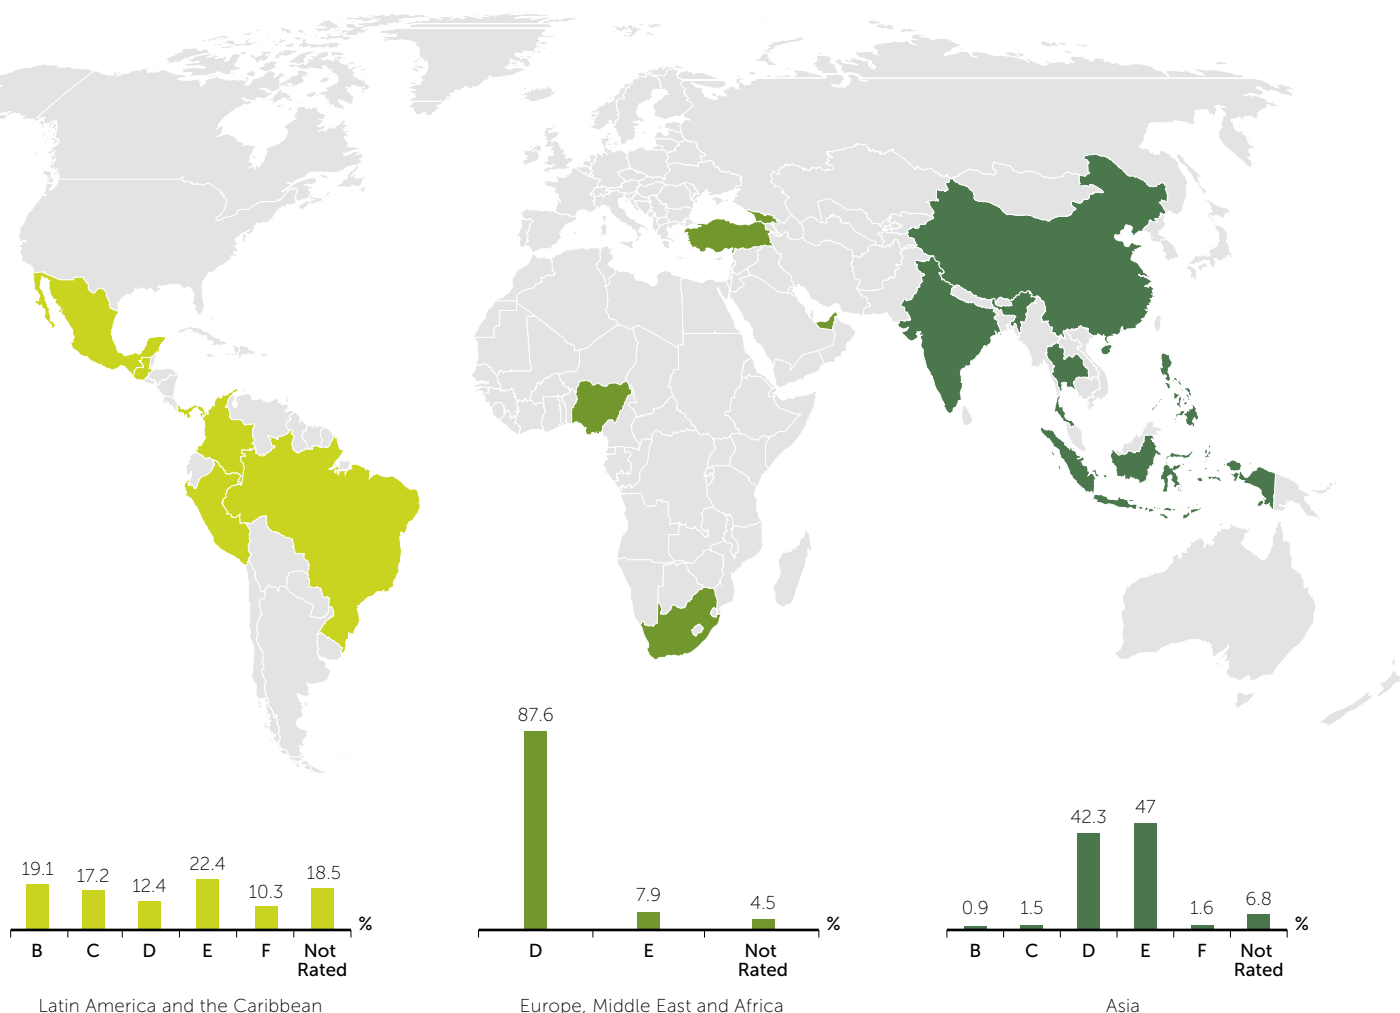 19.1
17.2
12.4
22.4
10.3
18.5
%
B
C
D
E
F
Not
Rated
Latin America and the Caribbean
87.6
7.9
4.5
%
D
E
Not
Rated
Europe, Middle East and Africa
0.9
1.5
42.3
47
1.6
6.8
%
B
C
D
E
F
Not
Rated
Asia